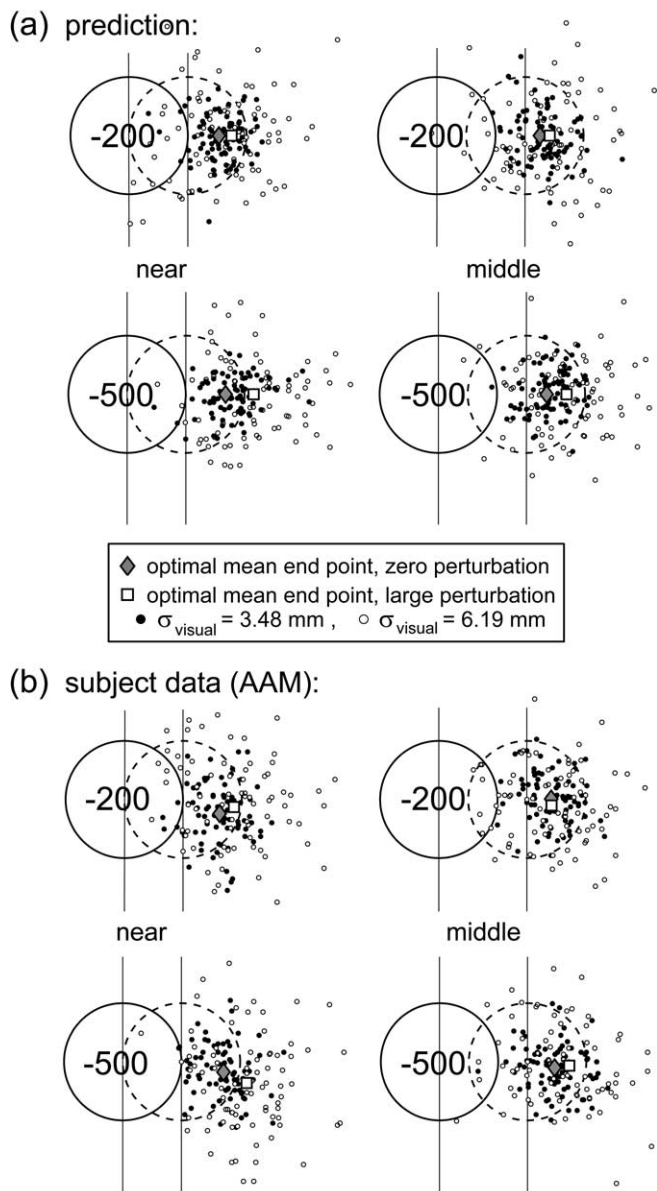 (a) prediction:
-200
-200
near
middle
-500
-500
optimal mean end point, zero perturbation
optimal mean end point, large perturbation
σvisual = 3.48 mm , σvisual = 6.19 mm
(b) subject data (AAM):
-200
-200
near
middle
-500
-500